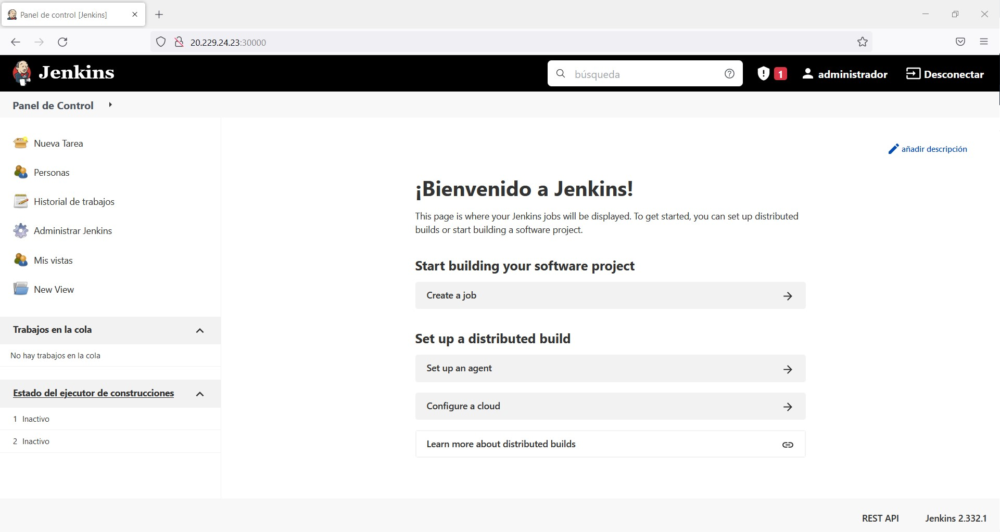 Panel de control [Jenkins]
20.229.24.23:30000
Jenkins
búsqueda
1
administrador
Desconectar
Panel de Control
Nueva Tarea
Personas
Historial de trabajos
Administrar Jenkins
Mis vistas
New View
Trabajos en la cola
No hay trabajos en la cola
Estado del ejecutor de construcciones
1 Inactivo
2 Inactivo
añadir descripción
¡Bienvenido a Jenkins!
This page is where your Jenkins jobs will be displayed. To get started, you can set up distributed
builds or start building a software project.
Start building your software project
Create a job
Set up a distributed build
Set up an agent
Configure a cloud
Learn more about distributed builds
REST API
Jenkins 2.332.1